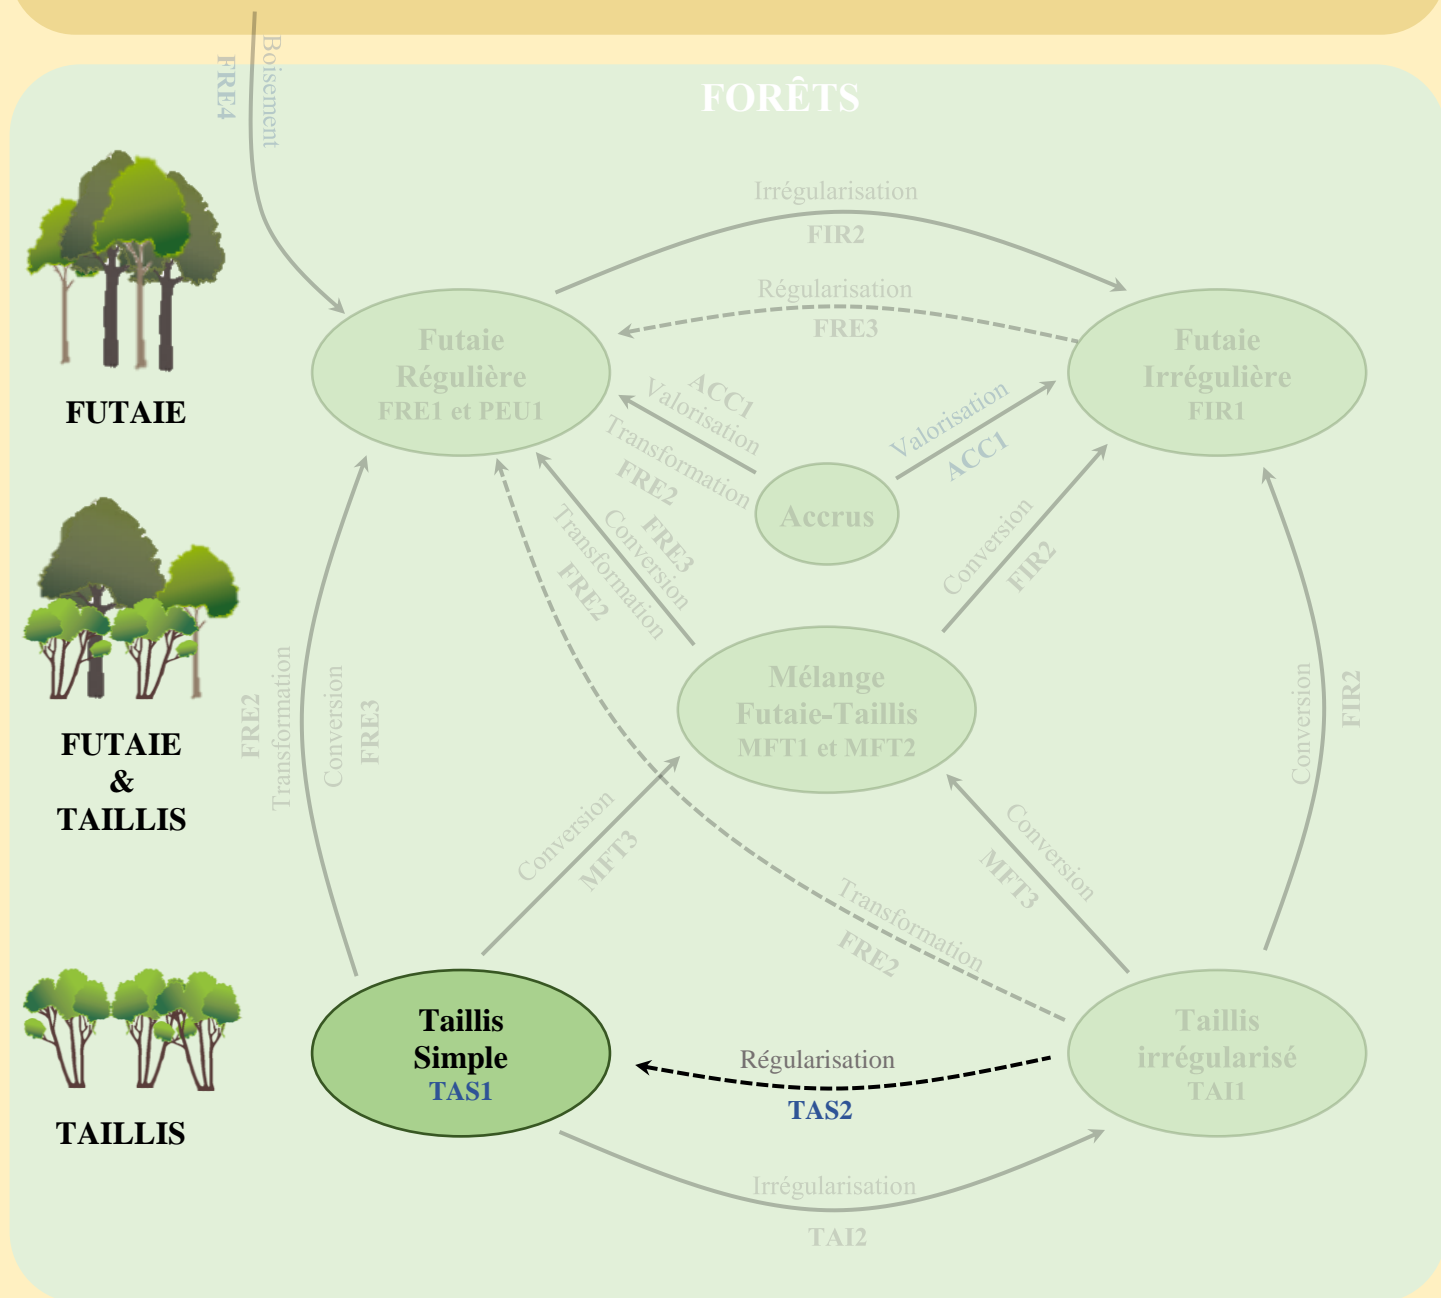 FORÊTS
Boisement
FRE4
Irrégularisation
FIR2
Régularisation
FRE3
Futaie
Régulière
FRE1 et PEU1
Futaie
Irrégulière
FIR1
FUTAIE
ACC1
Valorisation
Transformation
FRE2
Valorisation
ACC1
Accrus
FRE3
Conversion
Transformation
FRE2
Conversion
FIR2
Mélange
Futaie-Taillis
MFT1 et MFT2
FUTAIE
&
TAILLIS
FRE2
Transformation
Conversion
FRE3
Conversion
FIR2
Conversion
MFT3
Conversion
MFT3
Transformation
FRE2
Taillis
Simple
TAS1
Régularisation
TAS2
Taillis
irrégularisé
TAI1
TAILLIS
Irrégularisation
TAI2